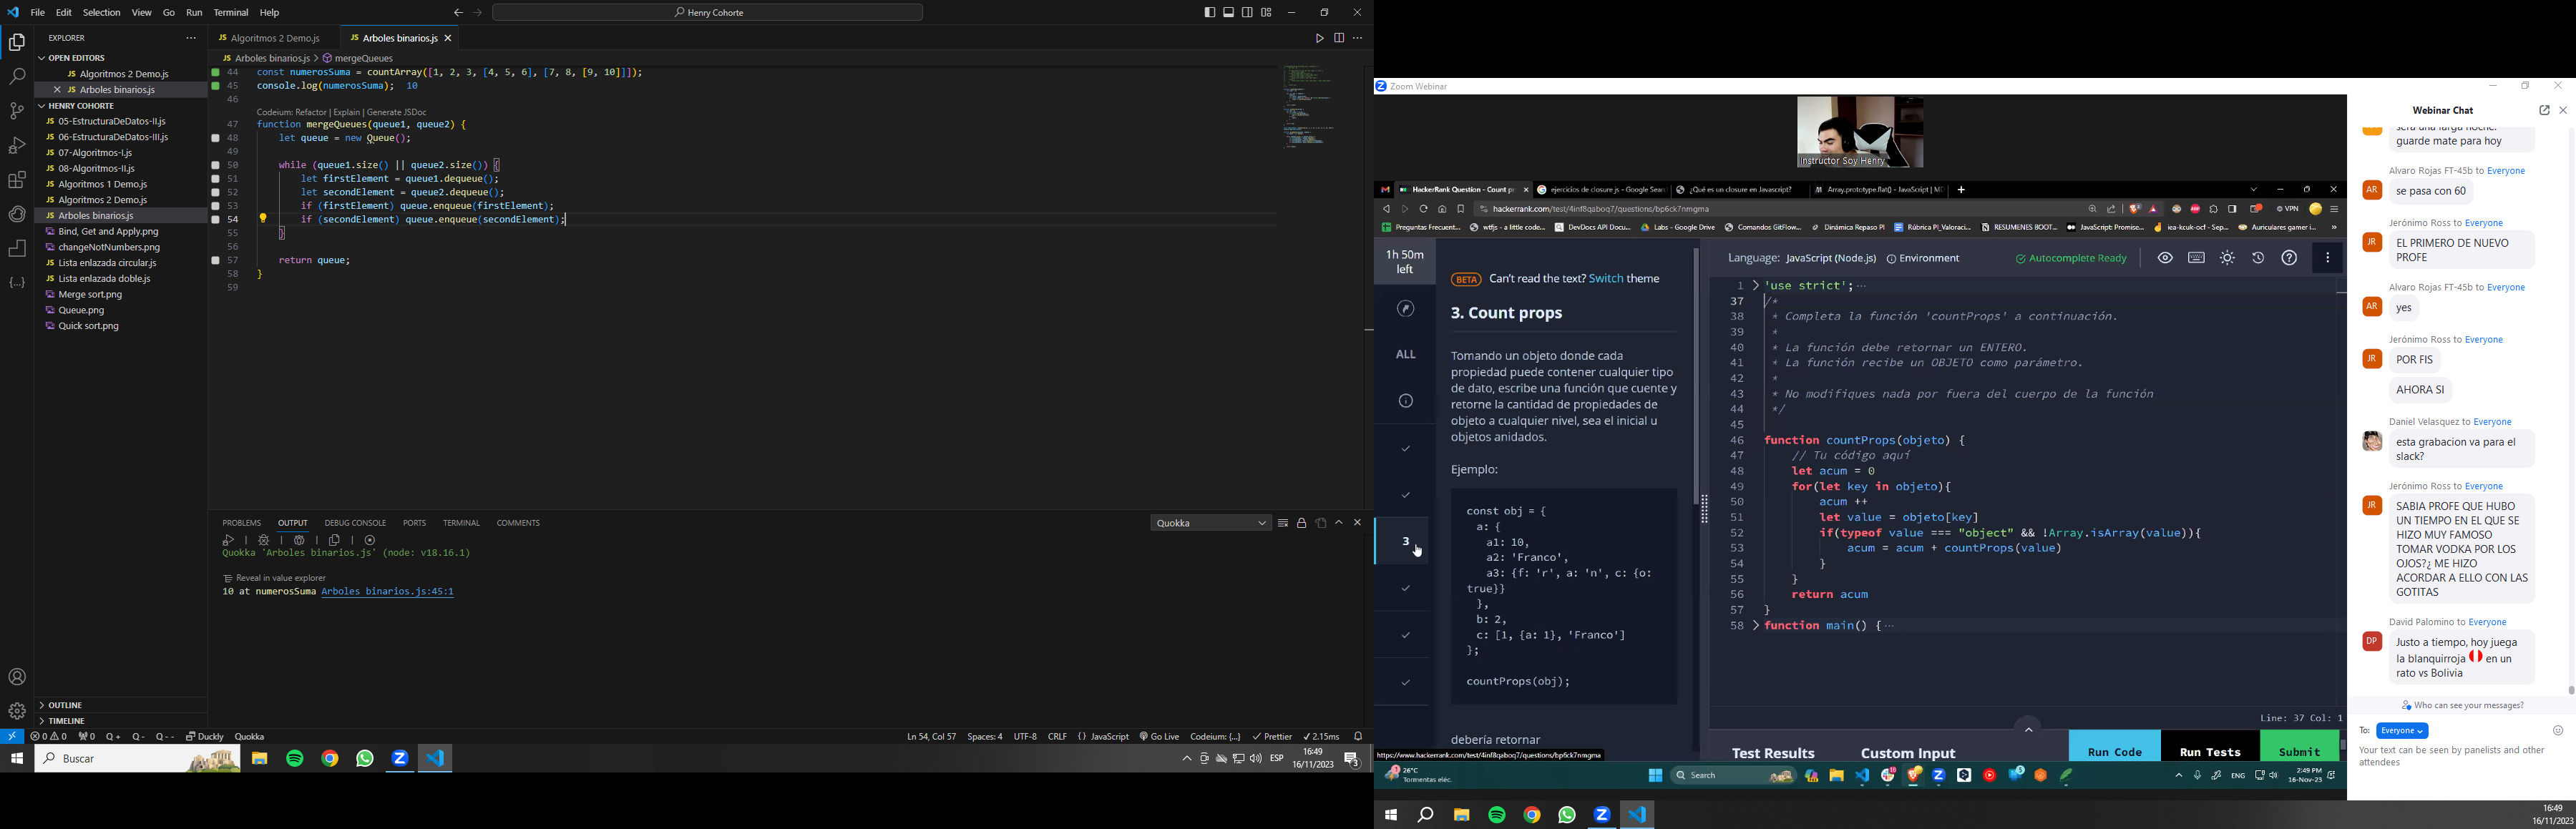 File Edit Selection View Go Run Terminal Help
Henry Cohorte
EXPLORER
OPEN EDITORS
JS Algoritmos 2 Demo.js
JS Arboles binarios.js
HENRY COHORTE
JS 05-EstructuraDeDatos-II.js
JS 06-EstructuraDeDatos-III.js
JS 07-Algoritmos-I.js
JS 08-Algoritmos-II.js
JS Algoritmos 1 Demo.js
JS Algoritmos 2 Demo.js
JS Arboles binarios.js
Bind, Get and Apply.png
changeNotNumbers.png
JS Lista enlazada circular.js
JS Lista enlazada doble.js
Merge sort.png
Queue.png
Quick sort.png
OUTLINE
TIMELINE
JS Algoritmos 2 Demo.js JS Arboles binarios.js
JS Arboles binarios.js > mergeQueues
44 const numerosSuma = countArray([1, 2, 3, [4, 5, 6], [7, 8, [9, 10]]]);
45 console.log(numerosSuma); 10
46
Codeium: Refactor | Explain | Generate JSDoc
47 function mergeQueues(queue1, queue2) {
48 let queue = new Queue();
49
50 while (queue1.size() || queue2.size()) {
51 let firstElement = queue1.dequeue();
52 let secondElement = queue2.dequeue();
53 if (firstElement) queue.enqueue(firstElement);
54 if (secondElement) queue.enqueue(secondElement);
55 }
56
57 return queue;
58 }
59
PROBLEMS OUTPUT DEBUG CONSOLE PORTS TERMINAL COMMENTS
Quokka
Quokka 'Arboles binarios.js' (node: v18.16.1)
Reveal in value explorer
10 at numerosSuma Arboles binarios.js:45:1
0 0 0 Q + Q - Q - - Duckly Quokka
Ln 54, Col 57 Spaces: 4 UTF-8 CRLF {} JavaScript Go Live Codeium: {...} Prettier 2.15ms
Buscar
ESP
16:49
16/11/2023
3
Zoom Webinar
Instructor Soy Henry
HackerRank Question - Count pr
ejercicios de closure js - Google Sear
¿Qué es un closure en Javascript?
Array.prototype.flat() - JavaScript | MD
hackerrank.com/test/4inf8qaboq7/questions/bp6ck7nmgma
VPN
Preguntas Frecuent... wtfjs - a little code... DevDocs API Docu... Labs - Google Drive Comandos GitFlow... Dinámica Repaso PI Rúbrica PI_Valoraci... RESUMENES BOOT... JavaScript: Promise... iea-kcuk-ocf - Sep... Auriculares gamer i...
1h 50m
left
ALL
3
BETA Can't read the text? Switch theme
3. Count props
Tomando un objeto donde cada
propiedad puede contener cualquier tipo
de dato, escribe una función que cuente y
retorne la cantidad de propiedades de
objeto a cualquier nivel, sea el inicial u
objetos anidados.
Ejemplo:
const obj = {
a: {
a1: 10,
a2: 'Franco',
a3: {f: 'r', a: 'n', c: {o:
true}}
},
b: 2,
c: [1, {a: 1}, 'Franco']
};
countProps(obj);
debería retornar
https://www.hackerrank.com/test/4inf8qaboq7/questions/bp6ck7nmgma
Language: JavaScript (Node.js) Environment
Autocomplete Ready
1 > 'use strict'; ...
37 /*
38 * Completa la función 'countProps' a continuación.
39 *
40 * La función debe retornar un ENTERO.
41 * La función recibe un OBJETO como parámetro.
42 *
43 * No modifiques nada por fuera del cuerpo de la función
44 */
45
46 function countProps(objeto) {
47 // Tu código aquí
48 let acum = 0
49 for(let key in objeto){
50 acum ++
51 let value = objeto[key]
52 if(typeof value === "object" && !Array.isArray(value)){
53 acum = acum + countProps(value)
54 }
55 }
56 return acum
57 }
58 > function main() { ...
Line: 37 Col: 1
Test Results Custom Input Run Code Run Tests Submit
26°C
Tormentas eléc.
Search
ENG
2:49 PM
16-Nov-23
Webinar Chat
sera una larga noche.
guarde mate para hoy
Alvaro Rojas FT-45b to Everyone
AR
se pasa con 60
Jerónimo Ross to Everyone
JR
EL PRIMERO DE NUEVO
PROFE
Alvaro Rojas FT-45b to Everyone
AR
yes
Jerónimo Ross to Everyone
JR
POR FIS
AHORA SI
Daniel Velasquez to Everyone
esta grabacion va para el
slack?
Jerónimo Ross to Everyone
JR
SABIA PROFE QUE HUBO
UN TIEMPO EN EL QUE SE
HIZO MUY FAMOSO
TOMAR VODKA POR LOS
OJOS?¿ ME HIZO
ACORDAR A ELLO CON LAS
GOTITAS
David Palomino to Everyone
DP
Justo a tiempo, hoy juega
la blanquirroja en un
rato vs Bolivia
Who can see your messages?
To: Everyone
Your text can be seen by panelists and other
attendees
16:49
16/11/2023